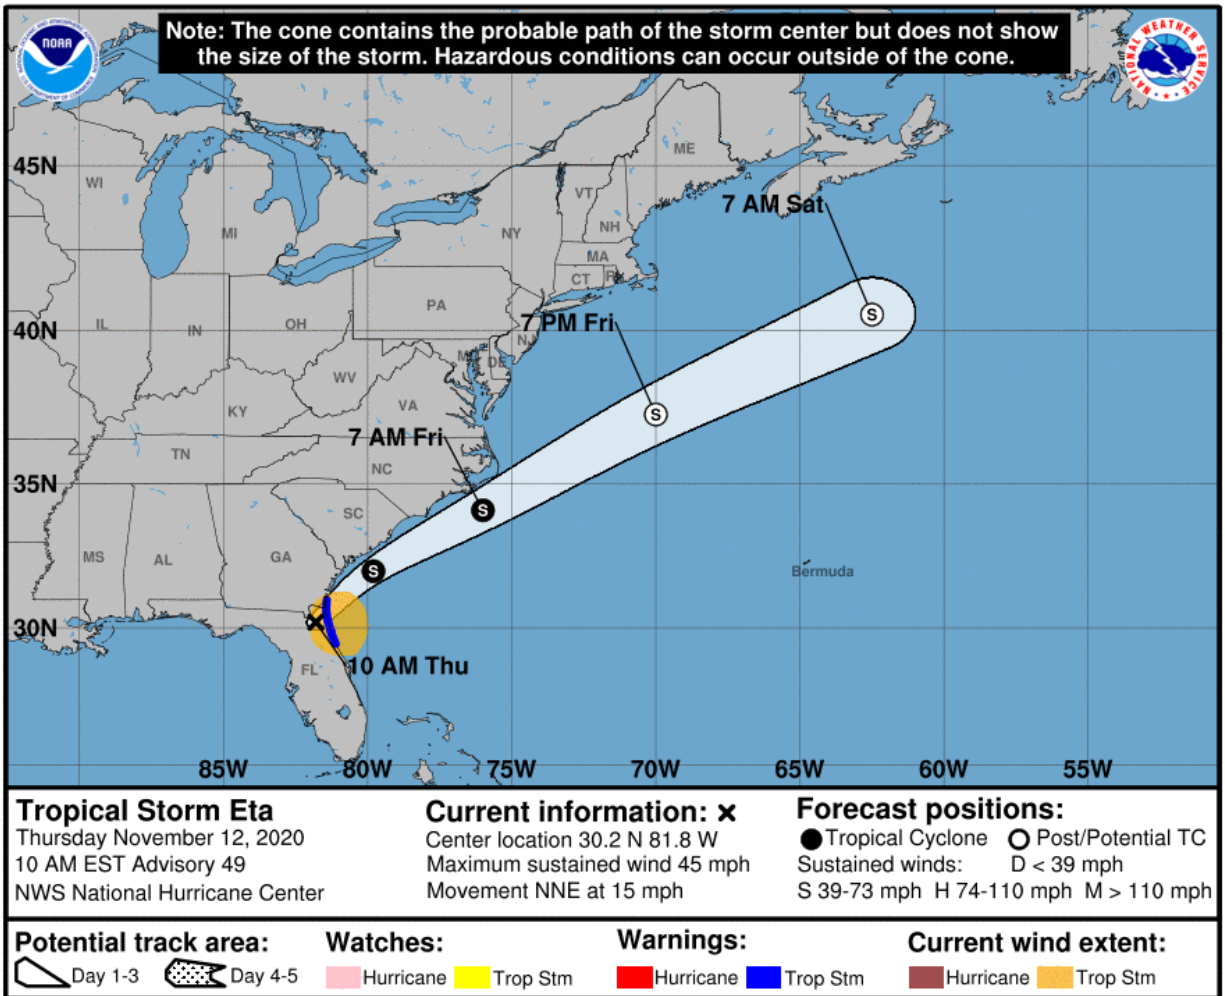 Note: The cone contains the probable path of the storm center but does not show
the size of the storm. Hazardous conditions can occur outside of the cone.
NOAA
NATIONAL WEATHER SERVICE
45N
WI
ME
VT
7 AM Sat
MI
NY
NH
MA
CT
PA
40N
IL
IN
OH
7 PM Fri
NJ
DE
WV
KY
VA
7 AM Fri
TN
NC
35N
SC
MS
AL
GA
Bermuda
30N
FL
10 AM Thu
85W
80W
75W
70W
65W
60W
55W
S
S
S
S
Tropical Storm Eta
Thursday November 12, 2020
10 AM EST Advisory 49
NWS National Hurricane Center
Current information: x
Center location 30.2 N 81.8 W
Maximum sustained wind 45 mph
Movement NNE at 15 mph
Forecast positions:
Tropical Cyclone Post/Potential TC
Sustained winds: D < 39 mph
S 39-73 mph H 74-110 mph M > 110 mph
Potential track area:
Day 1-3 Day 4-5
Watches:
Hurricane Trop Stm
Warnings:
Hurricane Trop Stm
Current wind extent:
Hurricane Trop Stm